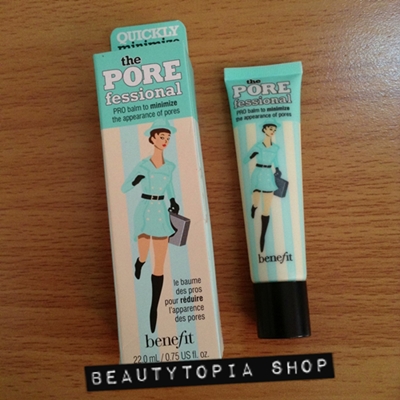 QUICKLY
minimize
the
PORE
fessional
PRO balm to minimize
the appearance of pores
le baume
des pros
pour réduire
l'apparence
des pores
benefit
22.0 mL / 0.75 US fl. oz.
the
PORE
fessional
PRO balm to minimize
the appearance of pores
benefit
BEAUTYTOPIA SHOP